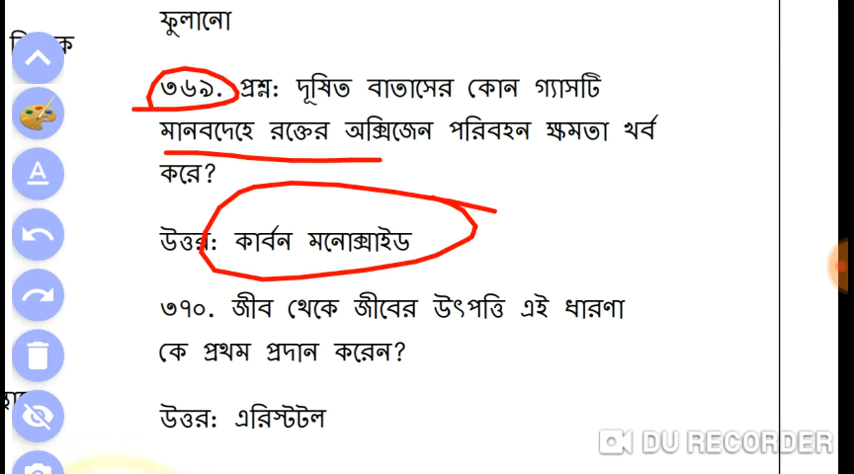 ফুলানো
৩৬৯. প্রশ্ন: দূষিত বাতাসের কোন গ্যাসটি
মানবদেহে রক্তের অক্সিজেন পরিবহন ক্ষমতা খর্ব
করে?
উত্তর: কার্বন মনোক্সাইড
৩৭০. জীব থেকে জীবের উৎপত্তি এই ধারণা
কে প্রথম প্রদান করেন?
উত্তর: এরিস্টটল
A
DU RECORDER